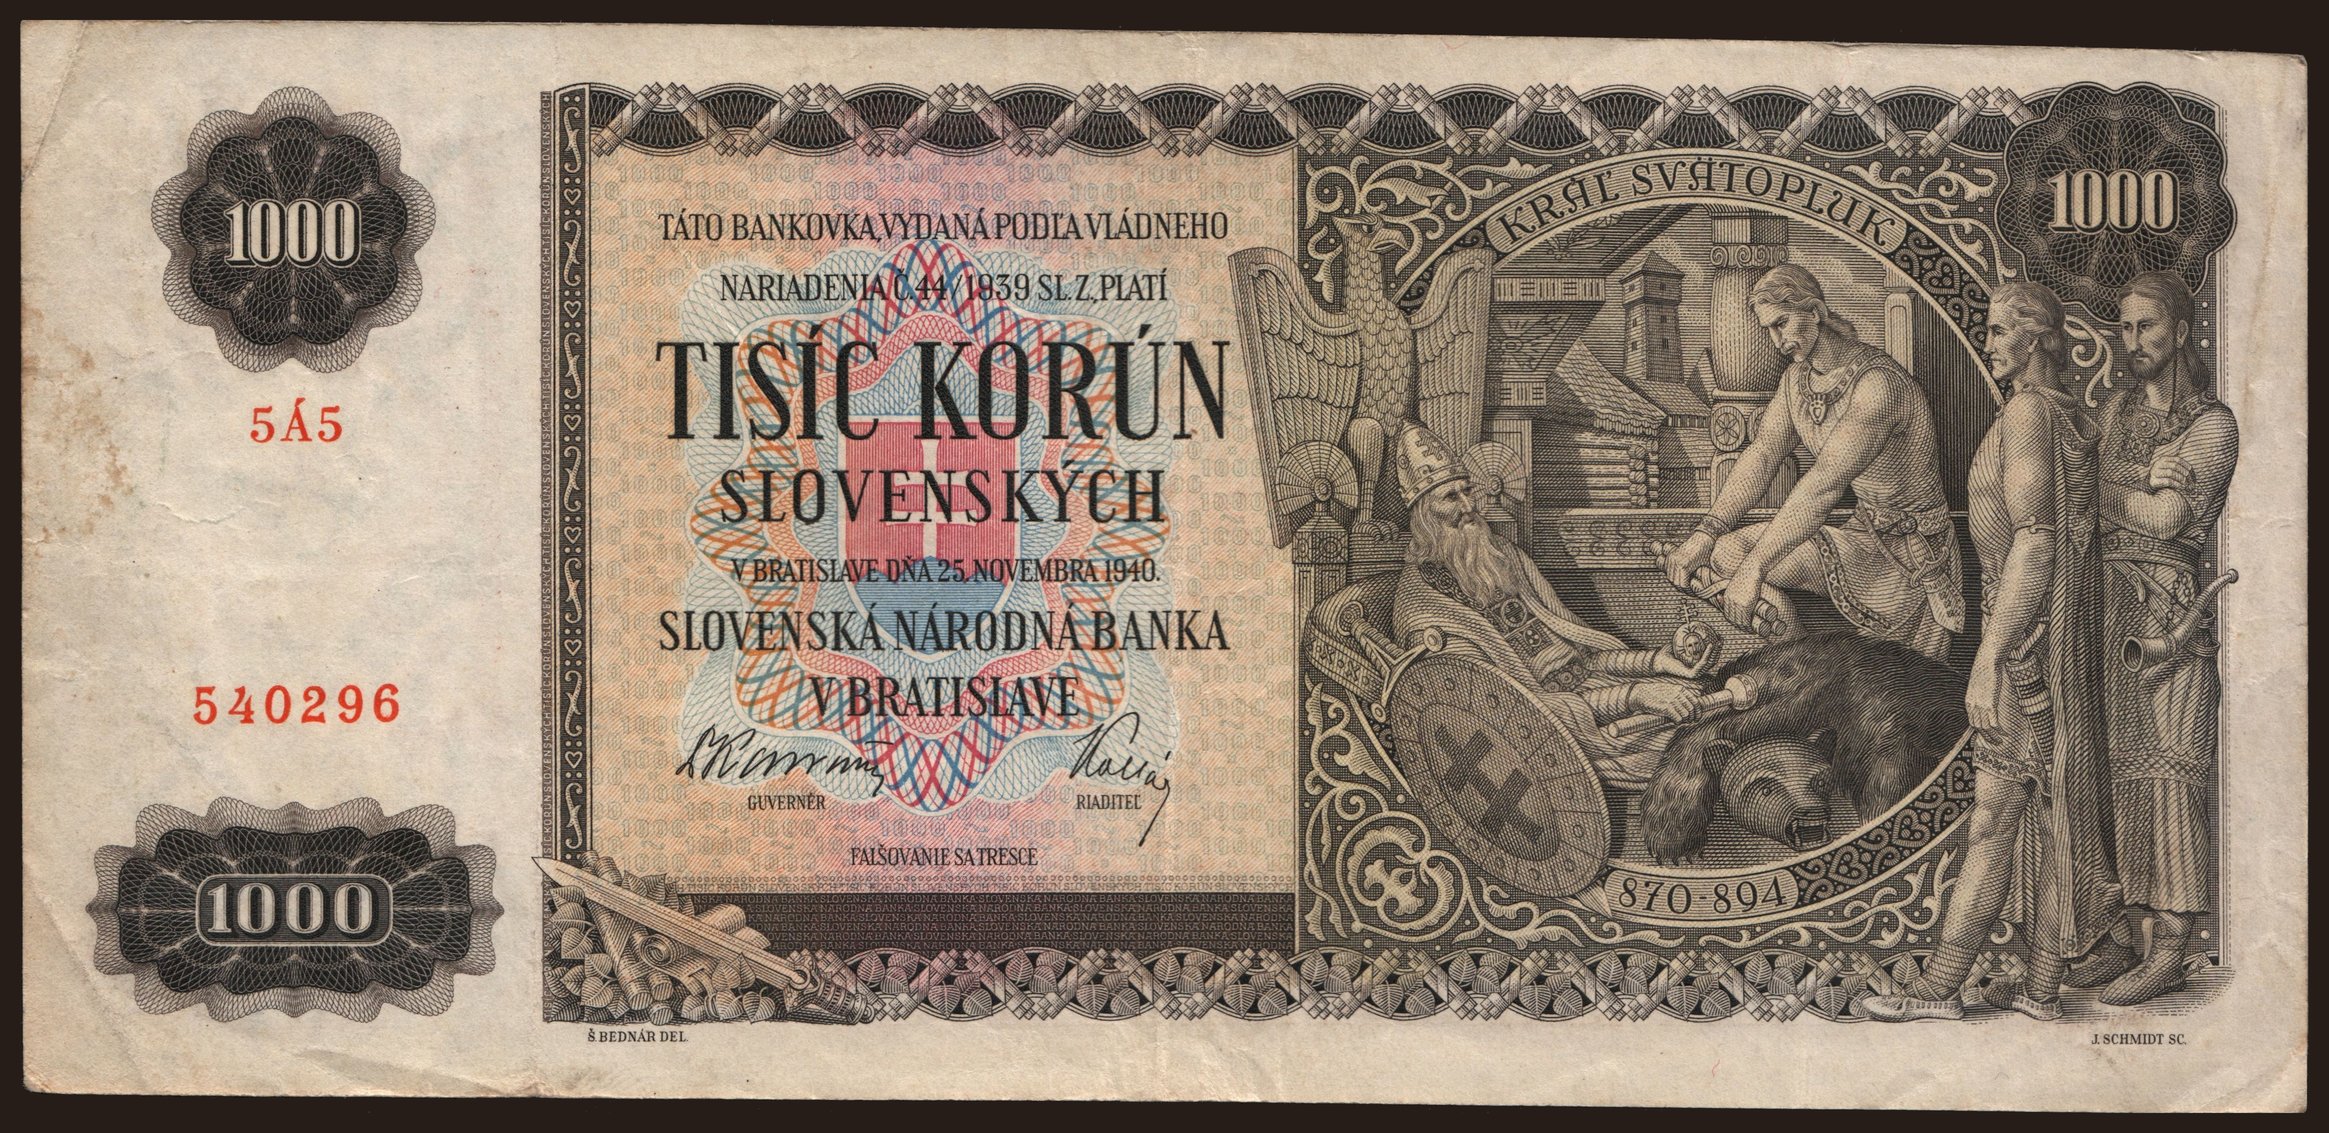 1000
5Á5
540296
1000
TÁTO BANKOVKA, VYDANÁ PODĽA VLÁDNEHO
NARIADENIA Č. 44/1939 SL. Z., PLATÍ
TISÍC KORÚN
SLOVENSKÝCH
V BRATISLAVE DŇA 25. NOVEMBRA 1940.
SLOVENSKÁ NÁRODNÁ BANKA
V BRATISLAVE
GUVERNÉR
RIADITEĽ
FALŠOVANIE SA TRESCE
KRÁĽ SVÄTOPLUK
1000
870-894
Š. BEDNÁR DEL.
J. SCHMIDT SC.